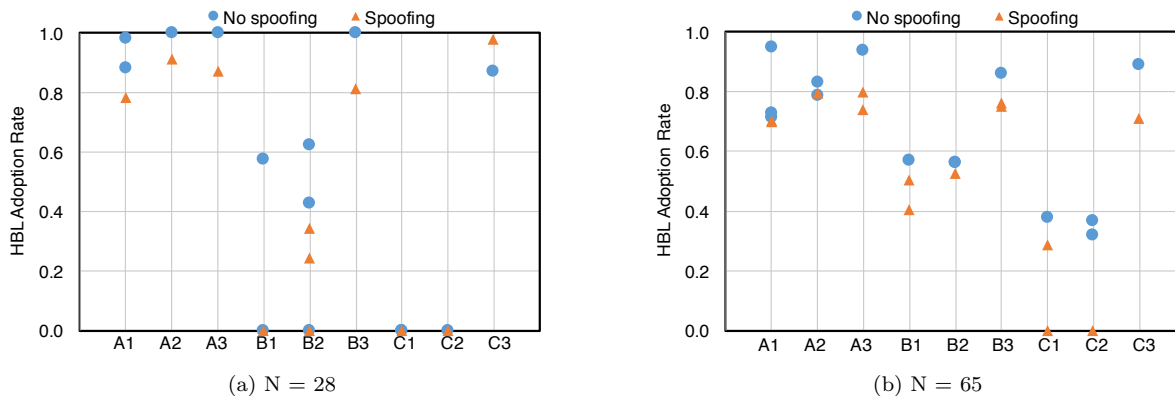 No spoofing Spoofing
HBL Adoption Rate
1.0
0.8
0.6
0.4
0.2
0.0
A1 A2 A3 B1 B2 B3 C1 C2 C3
(a) N = 28
No spoofing Spoofing
HBL Adoption Rate
1.0
0.8
0.6
0.4
0.2
0.0
A1 A2 A3 B1 B2 B3 C1 C2 C3
(b) N = 65